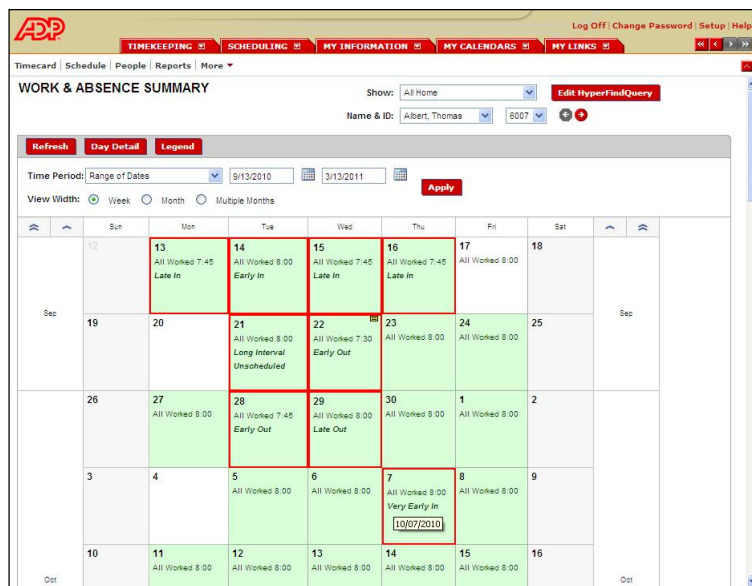 ADP
Log Off | Change Password | Setup | Help
TIMEKEEPING SCHEDULING MY INFORMATION MY CALENDARS MY LINKS
Timecard | Schedule | People | Reports | More
WORK & ABSENCE SUMMARY
Show: All Home Edit HyperFindQuery
Name & ID: Albert, Thomas 6007
Refresh Day Detail Legend
Time Period: Range of Dates 9/13/2010 3/13/2011
Apply
View Width: Week Month Multiple Months
Sun Mon Tue Wed Thu Fri Sat
12 13 14 15 16 17 18
All Worked 7:45 All Worked 8:00 All Worked 7:45 All Worked 7:45 All Worked 8:00
Late In Early In Late In Late In
Sep Sep
19 20 21 22 23 24 25
All Worked 8:00 All Worked 7:30 All Worked 8:00 All Worked 8:00
Long Interval Early Out
Unscheduled
26 27 28 29 30 1 2
All Worked 8:00 All Worked 7:45 All Worked 8:00 All Worked 8:00 All Worked 8:00
Early Out Late Out
3 4 5 6 7 8 9
All Worked 8:00 All Worked 8:00 All Worked 8:00 All Worked 8:00
Very Early In
10/07/2010
10 11 12 13 14 15 16
All Worked 8:00 All Worked 8:00 All Worked 8:00 All Worked 8:00 All Worked 8:00
Oct Oct